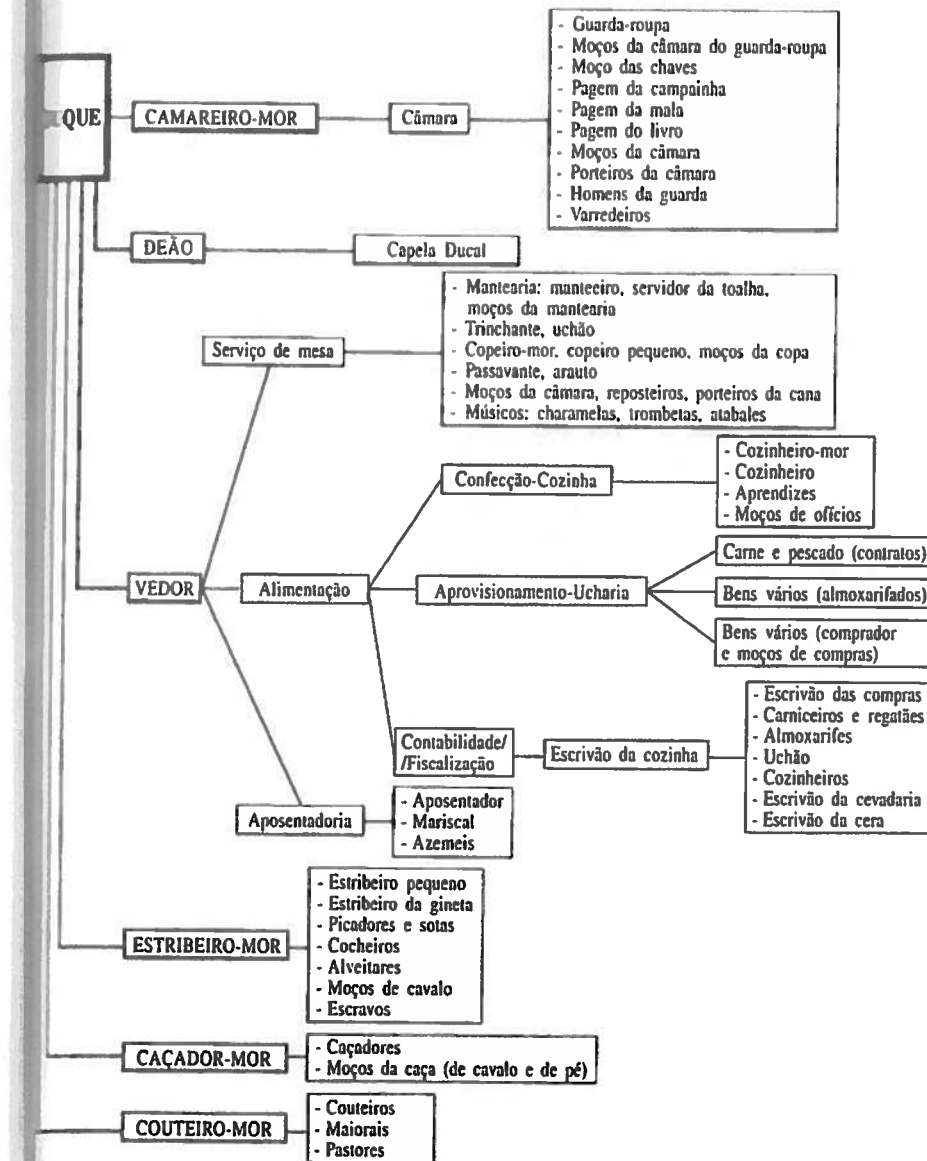 - Guarda-roupa
- Moços da câmara do guarda-roupa
- Moço das chaves
- Pagem da campainha
- Pagem da mala
- Pagem do livro
- Moços da câmara
- Porteiros da câmara
- Homens da guarda
- Varredeiros
QUE
CAMAREIRO-MOR
Câmara
DEÃO
Capela Ducal
- Mantearia: manteeiro, servidor da toalha,
moços da mantearia
- Trinchante, uchão
- Copeiro-mor, copeiro pequeno, moços da copa
- Passavante, arauto
- Moços da câmara, reposteiros, porteiros da cana
- Músicos: charamelas, trombetas, atabales
Serviço de mesa
Confecção-Cozinha
- Cozinheiro-mor
- Cozinheiro
- Aprendizes
- Moços de ofícios
VEDOR
Alimentação
Aprovisionamento-Ucharia
Carne e pescado (contratos)
Bens vários (almoxarifados)
Bens vários (comprador
e moços de compras)
Contabilidade/
/Fiscalização
Escrivão da cozinha
- Escrivão das compras
- Carniceiros e regatães
- Almoxarifes
- Uchão
- Cozinheiros
- Escrivão da cevadaria
- Escrivão da cera
Aposentadoria
- Aposentador
- Mariscal
- Azemeis
ESTRIBEIRO-MOR
- Estribeiro pequeno
- Estribeiro da gineta
- Picadores e sotas
- Cocheiros
- Alveitares
- Moços de cavalo
- Escravos
CAÇADOR-MOR
- Caçadores
- Moços da caça (de cavalo e de pé)
COUTEIRO-MOR
- Couteiros
- Maiorais
- Pastores